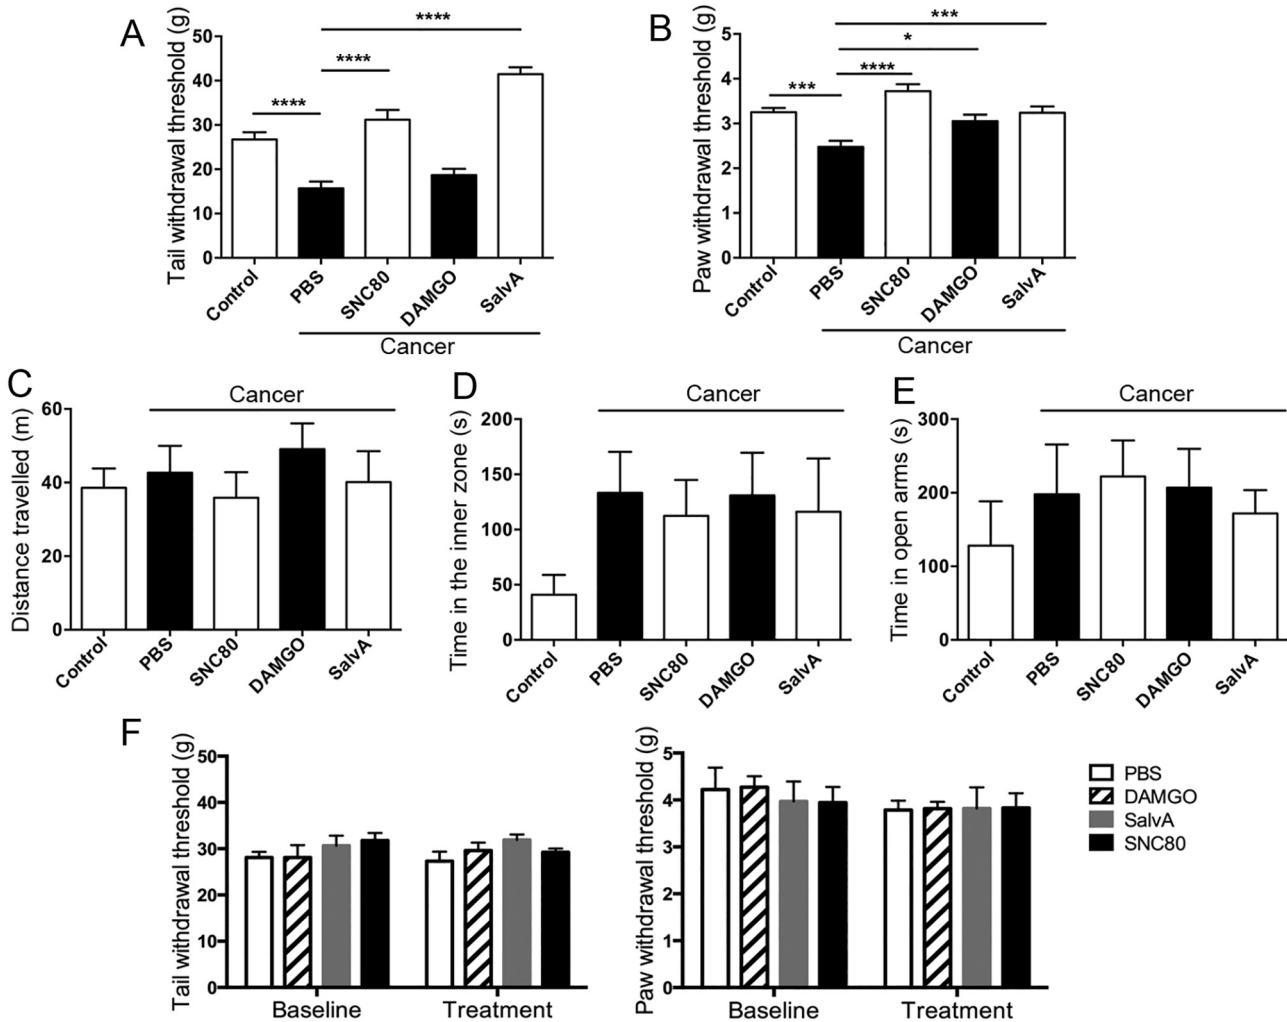 A
Tail withdrawal threshold (g)
50
40
30
20
10
0
****
****
****
Control
PBS
SNC80
DAMGO
SalvA
Cancer
B
Paw withdrawal threshold (g)
5
4
3
2
1
0
***
*
****
***
Control
PBS
SNC80
DAMGO
SalvA
Cancer
C
Distance travelled (m)
60
40
20
0
Cancer
Control
PBS
SNC80
DAMGO
SalvA
D
Time in the inner zone (s)
200
150
100
50
0
Cancer
Control
PBS
SNC80
DAMGO
SalvA
E
Time in open arms (s)
300
200
100
0
Cancer
Control
PBS
SNC80
DAMGO
SalvA
F
Tail withdrawal threshold (g)
50
40
30
20
10
0
Baseline
Treatment
Paw withdrawal threshold (g)
5
4
3
2
1
0
Baseline
Treatment
PBS
DAMGO
SalvA
SNC80